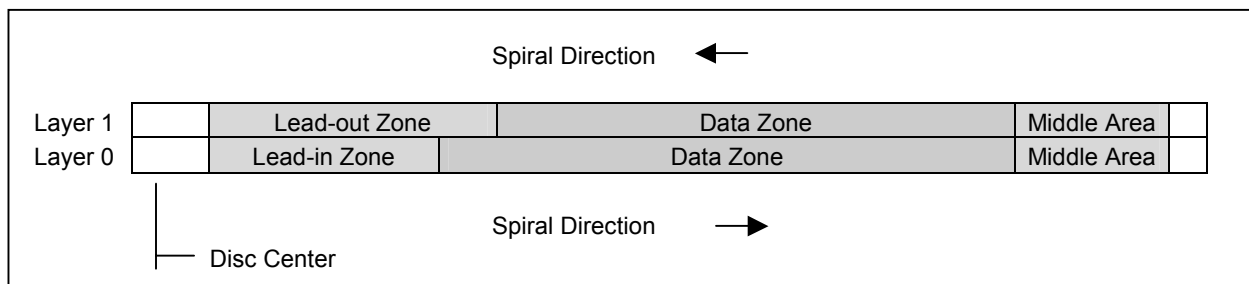 Spiral Direction
Layer 1 Lead-out Zone Data Zone Middle Area
Layer 0 Lead-in Zone Data Zone Middle Area
Spiral Direction
Disc Center